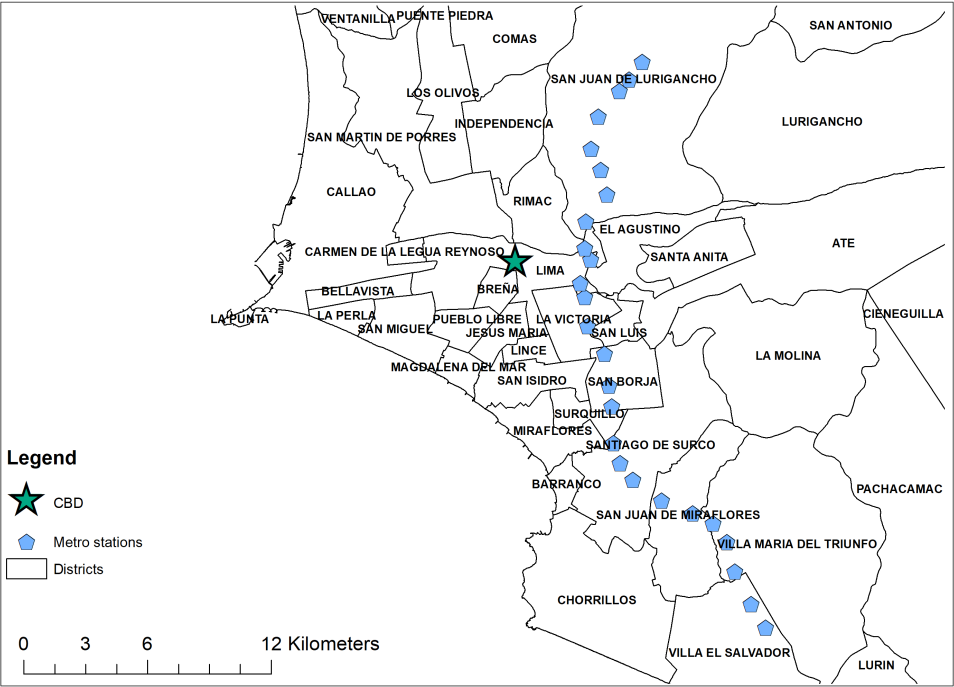 VENTANILLA
PUENTE PIEDRA
SAN ANTONIO
COMAS
SAN JUAN DE LURIGANCHO
LOS OLIVOS
LURIGANCHO
INDEPENDENCIA
SAN MARTIN DE PORRES
CALLAO
RIMAC
EL AGUSTINO
ATE
CARMEN DE LA LEGUA REYNOSO
SANTA ANITA
LIMA
BREÑA
BELLAVISTA
CIENEGUILLA
LA PERLA
LA PUNTA
PUEBLO LIBRE
LA VICTORIA
SAN MIGUEL
JESUS MARIA
SAN LUIS
LINCE
LA MOLINA
MAGDALENA DEL MAR
SAN ISIDRO
SAN BORJA
SURQUILLO
MIRAFLORES
SANTIAGO DE SURCO
BARRANCO
PACHACAMAC
SAN JUAN DE MIRAFLORES
VILLA MARIA DEL TRIUNFO
CHORRILLOS
VILLA EL SALVADOR
LURIN
Legend
CBD
Metro stations
Districts
0 3 6 12 Kilometers